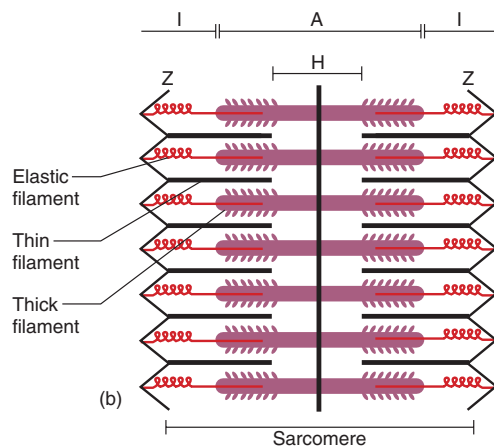 I A I
H
Z Z
Elastic
filament
Thin
filament
Thick
filament
(b)
Sarcomere